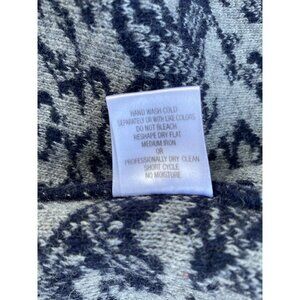 HAND WASH COLD
SEPARATELY OR WITH LIKE COLORS
DO NOT BLEACH
RESHAPE DRY FLAT
MEDIUM IRON
OR
PROFESSIONALLY DRY CLEAN
SHORT CYCLE
NO MOISTURE